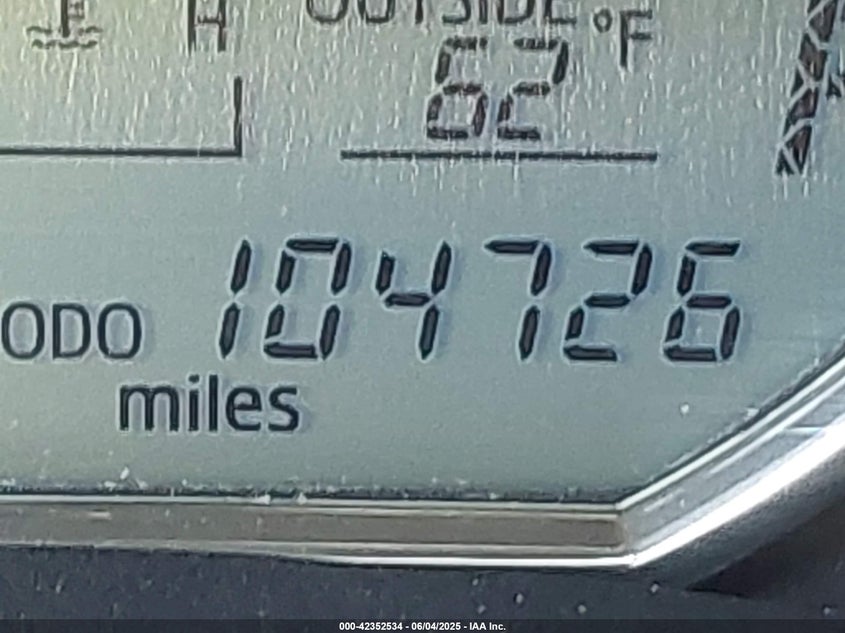 H
OUTSIDE
62 °F
ODO 104726
miles
000-42352534 - 06/04/2025 - IAA Inc.